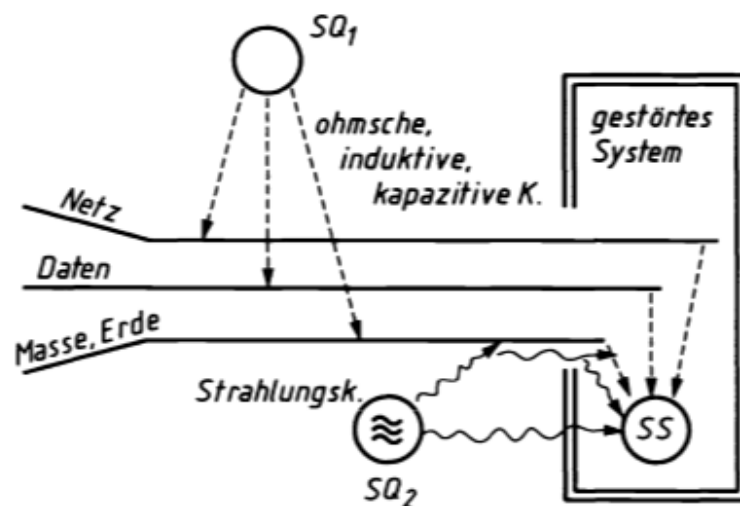 SQ1
ohmsche,
induktive,
kapazitive K.
gestörtes
System
Netz
Daten
Masse, Erde
Strahlungsk.
SQ2
SS